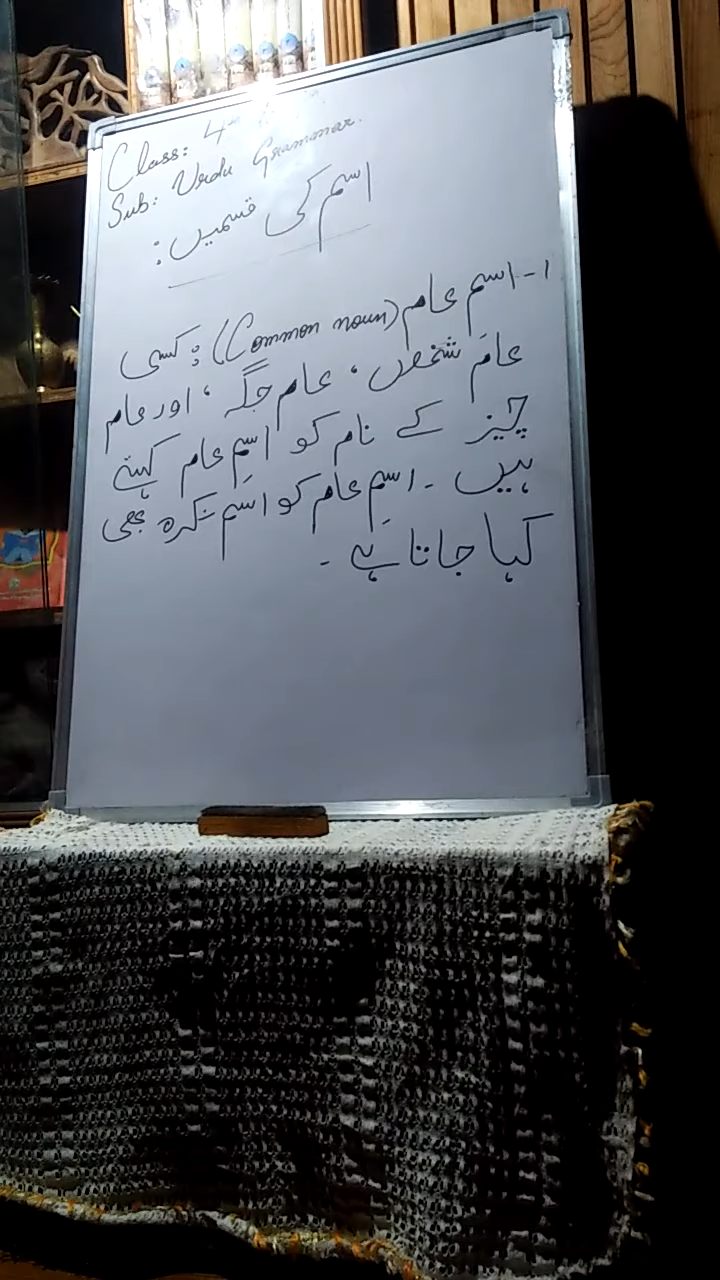 Class: 4th
Sub: Urdu Grammar.
اسم کی قسمیں:
۱- اسم عام (Common noun): کسی
عام شخص، عام جگہ، اور عام
چیز کے نام کو اسمِ عام کہتے
ہیں ۔ اسمِ عام کو اسم نکرہ بھی
کہا جاتا ہے ۔